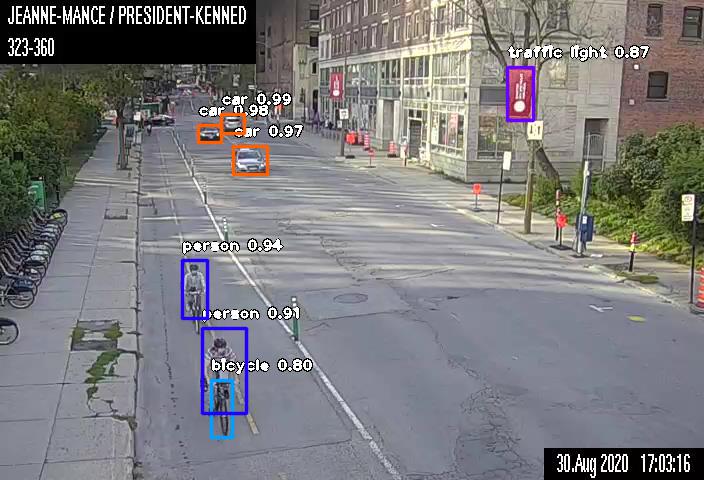 JEANNE-MANCE / PRESIDENT-KENNED
323-360
traffic light 0.87
car 0.99
car 0.98
car 0.97
person 0.94
person 0.91
bicycle 0.80
30.Aug 2020 17:03:16